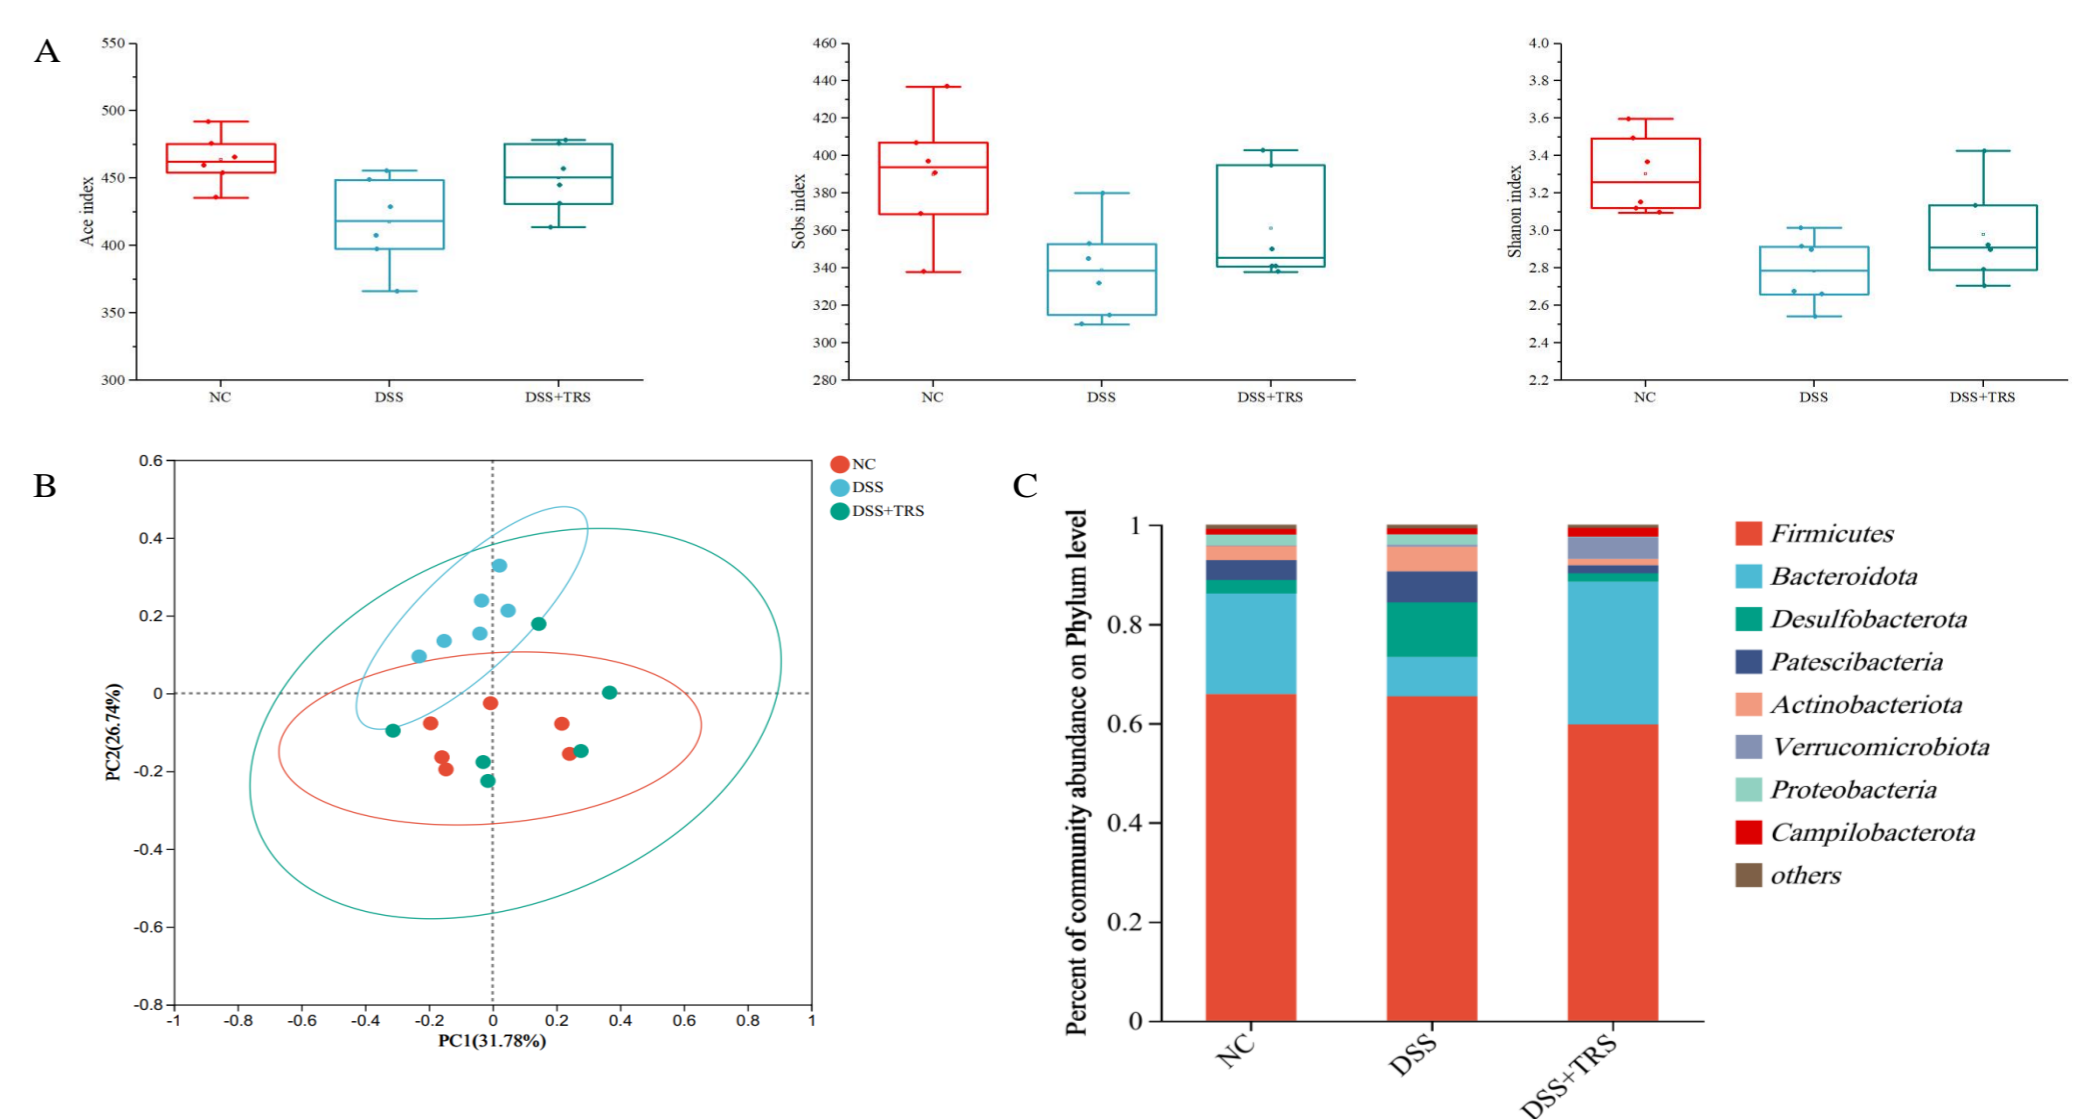 A
550
500
450
400
350
300
Ace index
NC
DSS
DSS+TRS
460
440
420
400
380
360
340
320
300
280
Sobs index
NC
DSS
DSS+TRS
4.0
3.8
3.6
3.4
3.2
3.0
2.8
2.6
2.4
2.2
Shanon index
NC
DSS
DSS+TRS
B
0.6
0.4
0.2
0
-0.2
-0.4
-0.6
-0.8
PC2(26.74%)
-1
-0.8
-0.6
-0.4
-0.2
0
0.2
0.4
0.6
0.8
1
PC1(31.78%)
NC
DSS
DSS+TRS
C
1
0.8
0.6
0.4
0.2
0
Percent of community abundance on Phylum level
NC
DSS
DSS+TRS
Firmicutes
Bacteroidota
Desulfobacterota
Patescibacteria
Actinobacteriota
Verrucomicrobiota
Proteobacteria
Campilobacterota
others